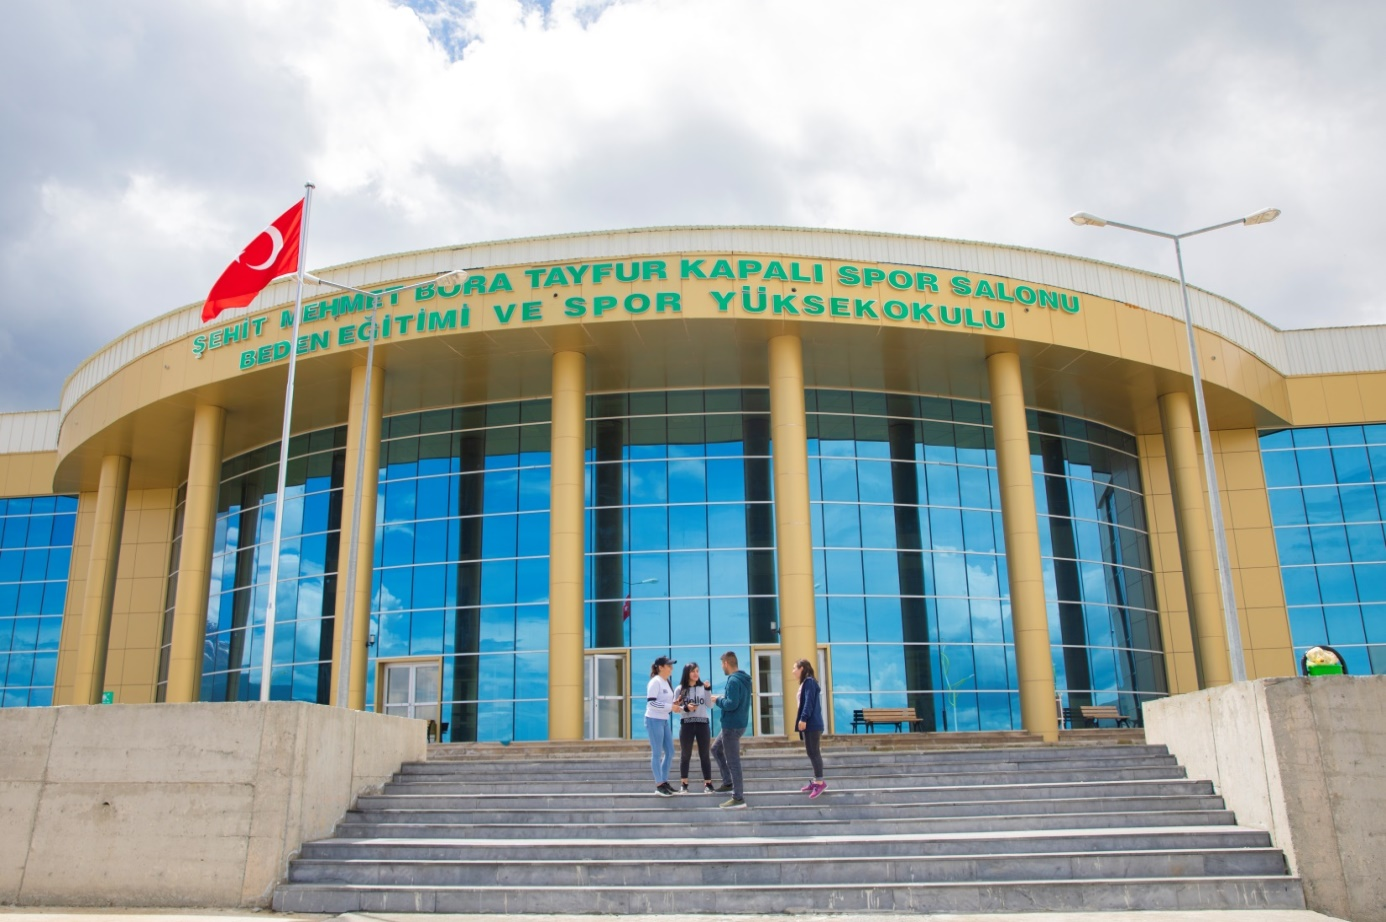 ŞEHİT MEHMET BORA TAYFUR KAPALI SPOR SALONU
BEDEN EĞİTİMİ VE SPOR YÜKSEKOKULU